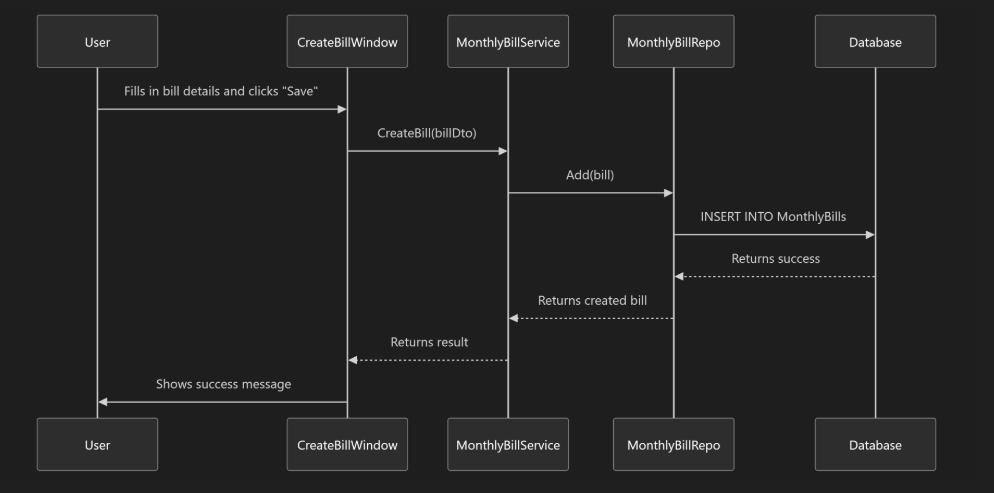 User
CreateBillWindow
MonthlyBillService
MonthlyBillRepo
Database
Fills in bill details and clicks "Save"
CreateBill(billDto)
Add(bill)
INSERT INTO MonthlyBills
Returns success
Returns created bill
Returns result
Shows success message
User
CreateBillWindow
MonthlyBillService
MonthlyBillRepo
Database